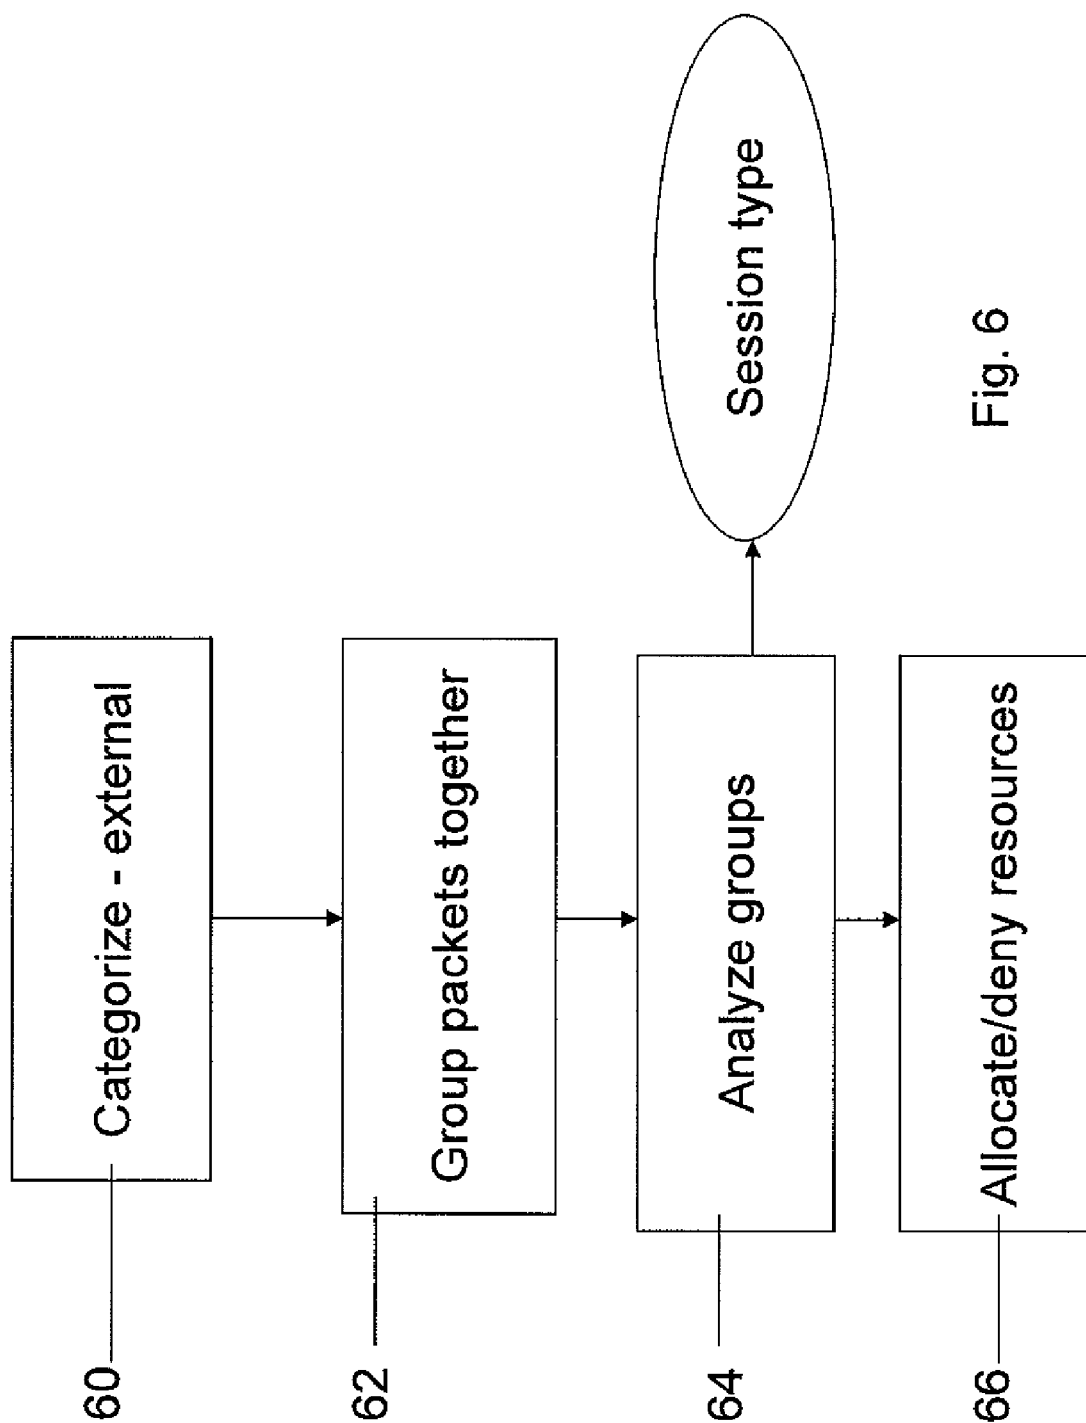 60
Categorize - external
62
Group packets together
64
Analyze groups
Session type
66
Allocate/deny resources
Fig. 6